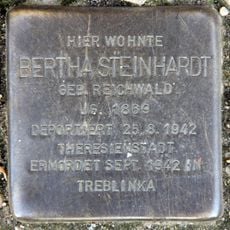 HIER WOHNTE
BERTHA STEINHARDT
GEB. REICHWALD
JG. 1869
DEPORTIERT 25.8.1942
THERESIENSTADT
ERMORDET SEPT. 1942 IN
TREBLINKA